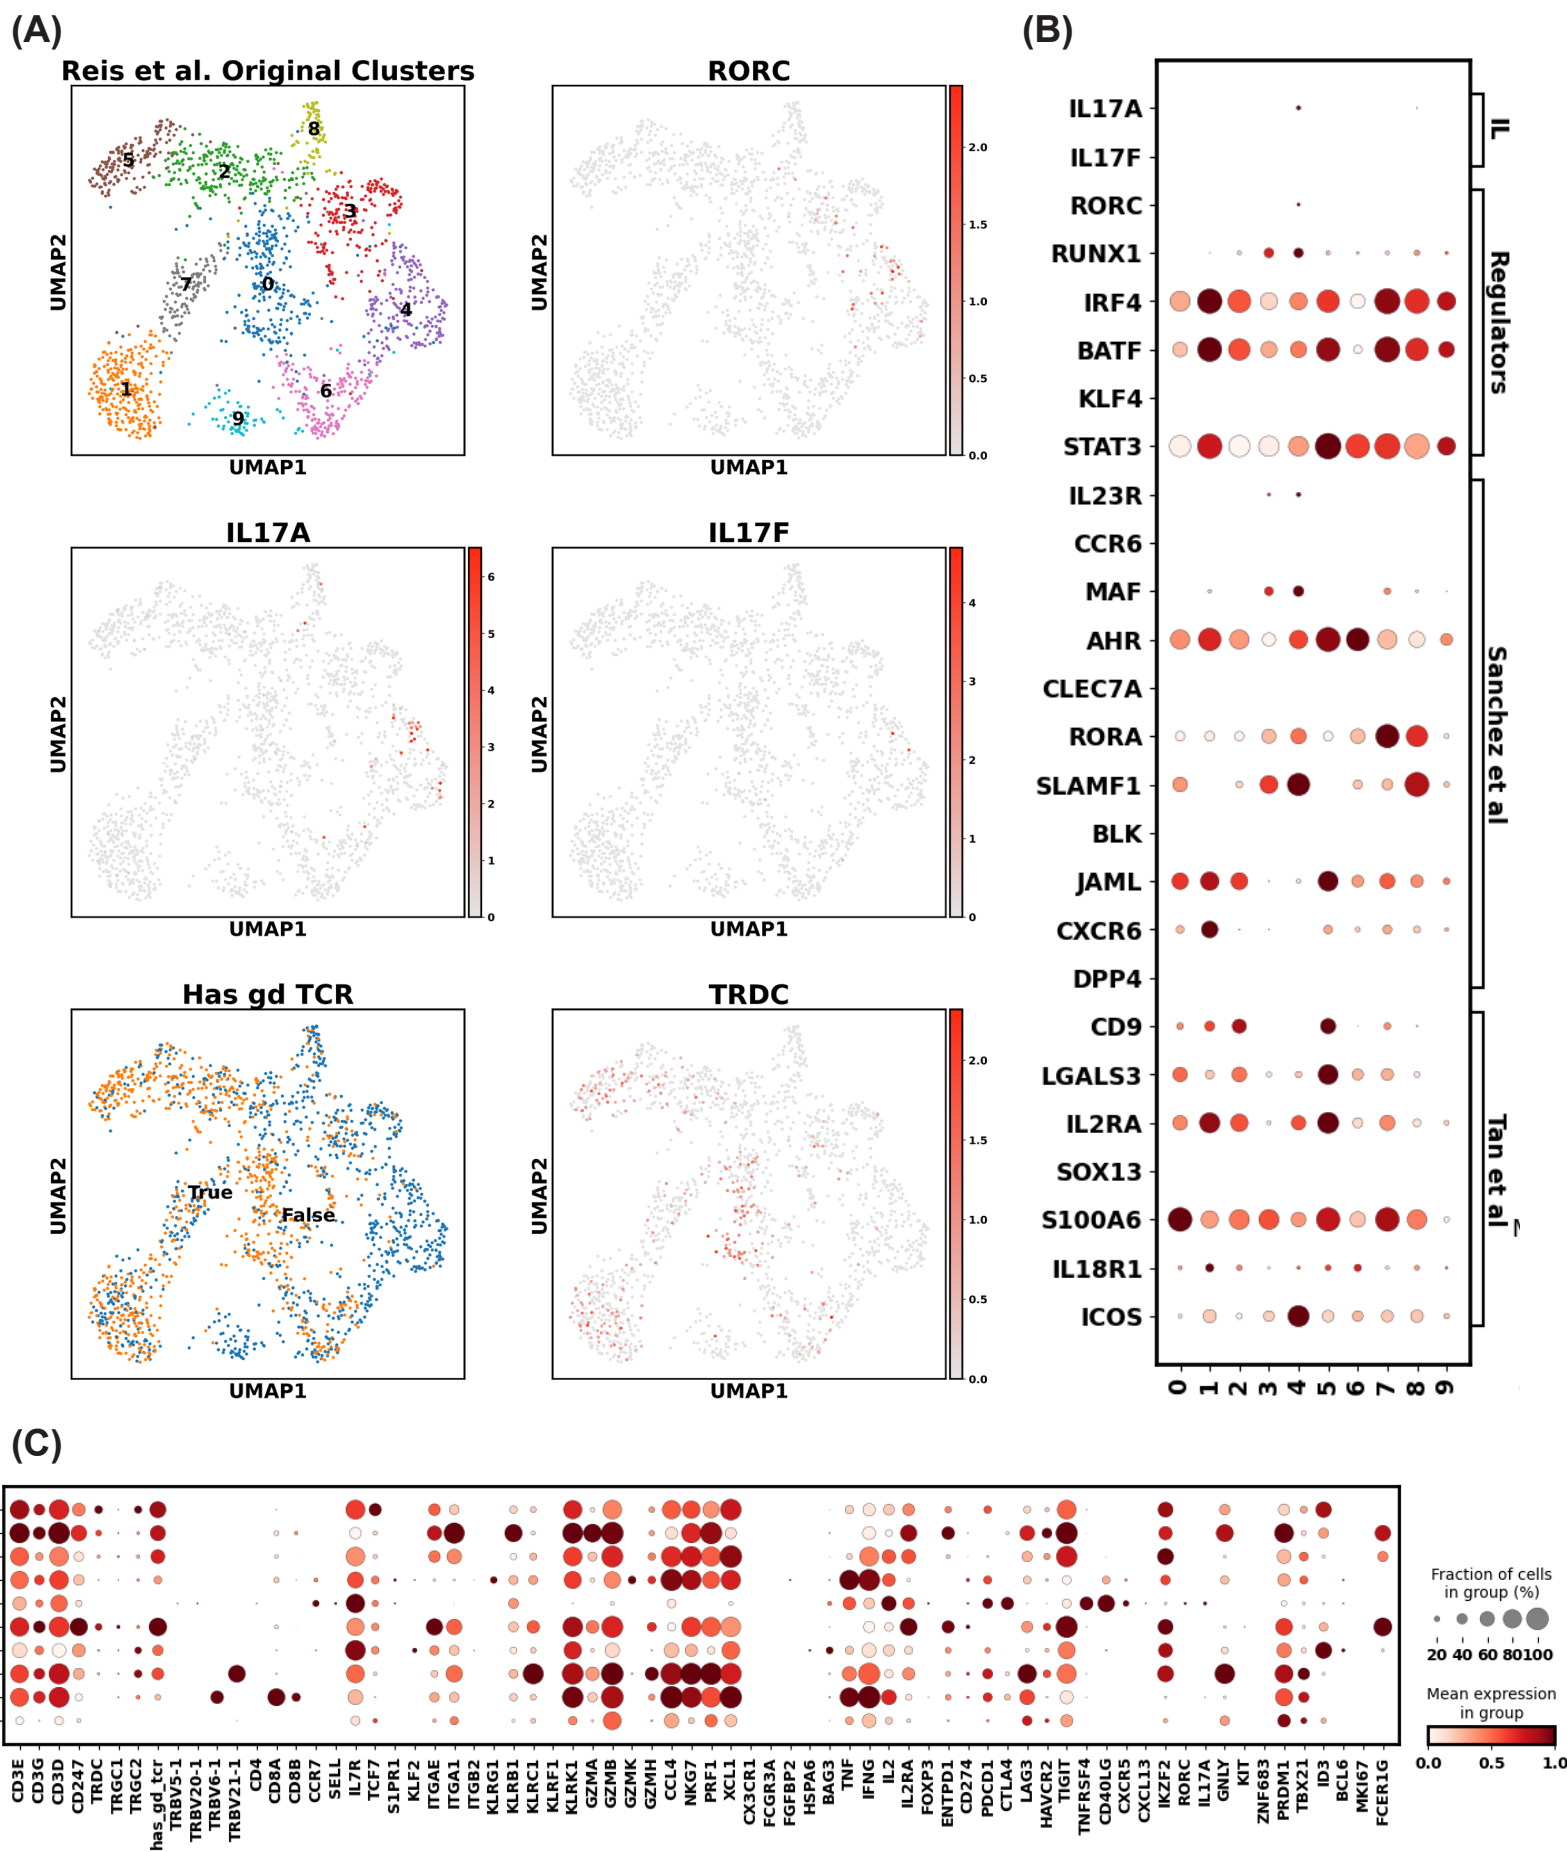 (A)
(B)
Reis et al. Original Clusters
RORC
8
5
2
3
7
0
4
1
6
9
UMAP2
UMAP1
UMAP2
UMAP1
2.0
1.5
1.0
0.5
0.0
IL17A
IL17F
UMAP2
UMAP1
UMAP2
UMAP1
6
5
4
3
2
1
0
4
3
2
1
0
Has gd TCR
TRDC
True
False
UMAP2
UMAP1
UMAP2
UMAP1
2.0
1.5
1.0
0.5
0.0
IL17A
IL17F
RORC
RUNX1
IRF4
BATF
KLF4
STAT3
IL23R
CCR6
MAF
AHR
CLEC7A
RORA
SLAMF1
BLK
JAML
CXCR6
DPP4
CD9
LGALS3
IL2RA
SOX13
S100A6
IL18R1
ICOS
IL
Regulators
Sanchez et al
Tan et al
0 1 2 3 4 5 6 7 8 9
(C)
CD3E
CD3G
CD3D
CD247
TRDC
TRGC1
TRGC2
has_gd_tcr
TRBV5-1
TRBV20-1
TRBV6-1
TRBV21-1
CD4
CD8A
CD8B
CCR7
SELL
IL7R
TCF7
S1PR1
KLF2
ITGAE
ITGA1
ITGB2
KLRG1
KLRB1
KLRC1
KLRF1
KLRK1
GZMA
GZMB
GZMK
GZMH
CCL4
NKG7
PRF1
XCL1
CX3CR1
FCGR3A
FGFBP2
HSPA6
BAG3
TNF
IFNG
IL2
IL2RA
FOXP3
ENTPD1
CD274
PDCD1
CTLA4
LAG3
HAVCR2
TIGIT
TNFRSF4
CD40LG
CXCR5
CXCL13
IKZF2
RORC
IL17A
GNLY
KIT
ZNF683
PRDM1
TBX21
ID3
BCL6
MKI67
FCER1G
Fraction of cells
in group (%)
20 40 60 80 100
Mean expression
in group
0.0 0.5 1.0